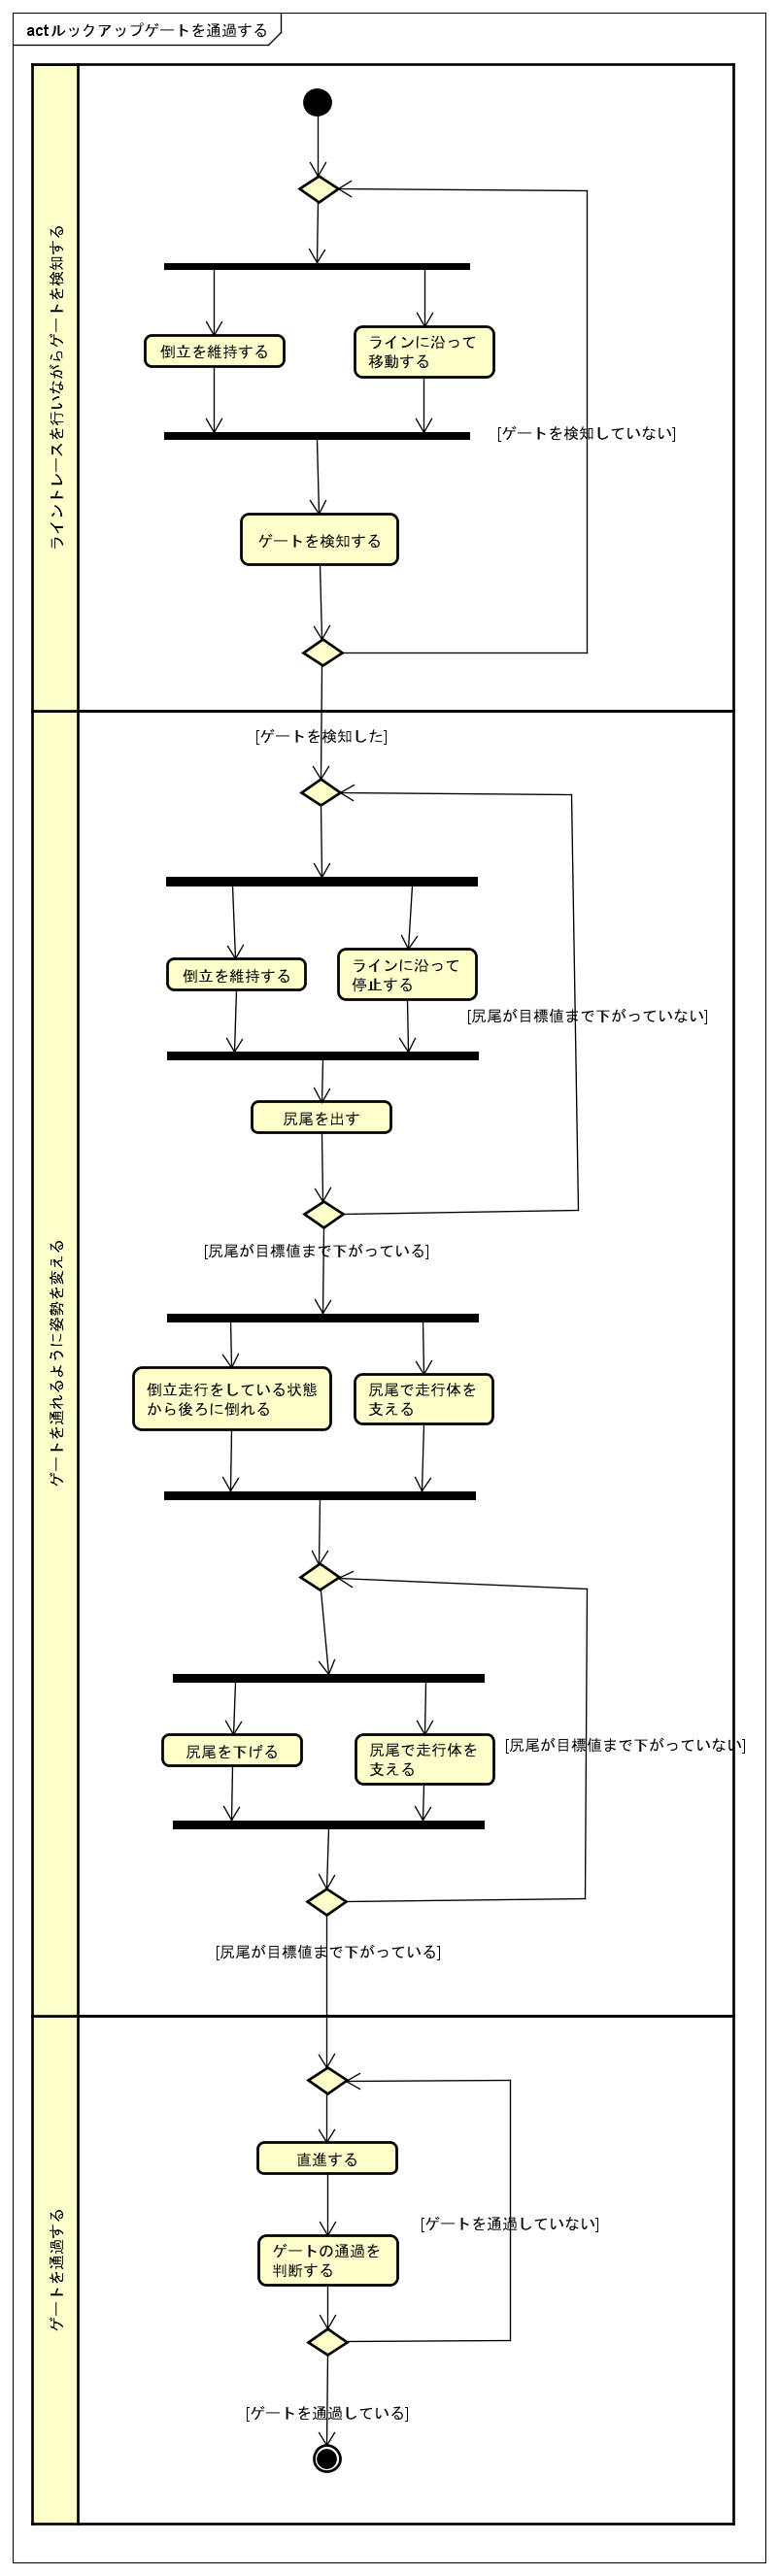 actルックアップゲートを通過する
ライントレースを行いながらゲートを検知する
倒立を維持する
ラインに沿って
移動する
[ゲートを検知していない]
ゲートを検知する
ゲートを通れるように姿勢を変える
[ゲートを検知した]
倒立を維持する
ラインに沿って
停止する
[尻尾が目標値まで下がっていない]
尻尾を出す
[尻尾が目標値まで下がっている]
倒立走行をしている状態
から後ろに倒れる
尻尾で走行体を
支える
尻尾を下げる
尻尾で走行体を
支える
[尻尾が目標値まで下がっていない]
[尻尾が目標値まで下がっている]
ゲートを通過する
直進する
[ゲートを通過していない]
ゲートの通過を
判断する
[ゲートを通過している]